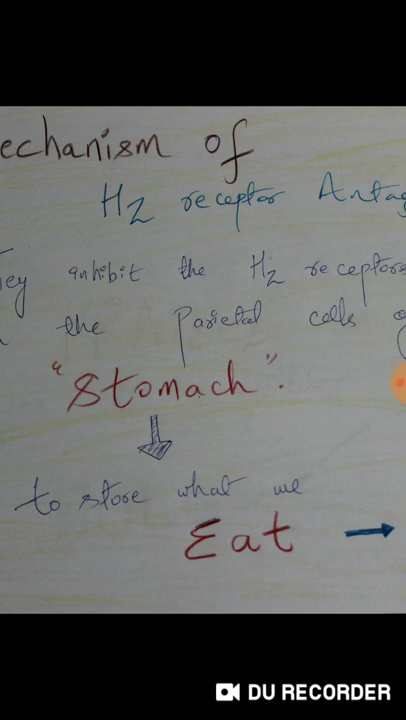 echanism of
H2 receptor Antag
ey inhibit the H2 receptors
the Parietal cells o
"Stomach".
to store what we
Eat
DU RECORDER